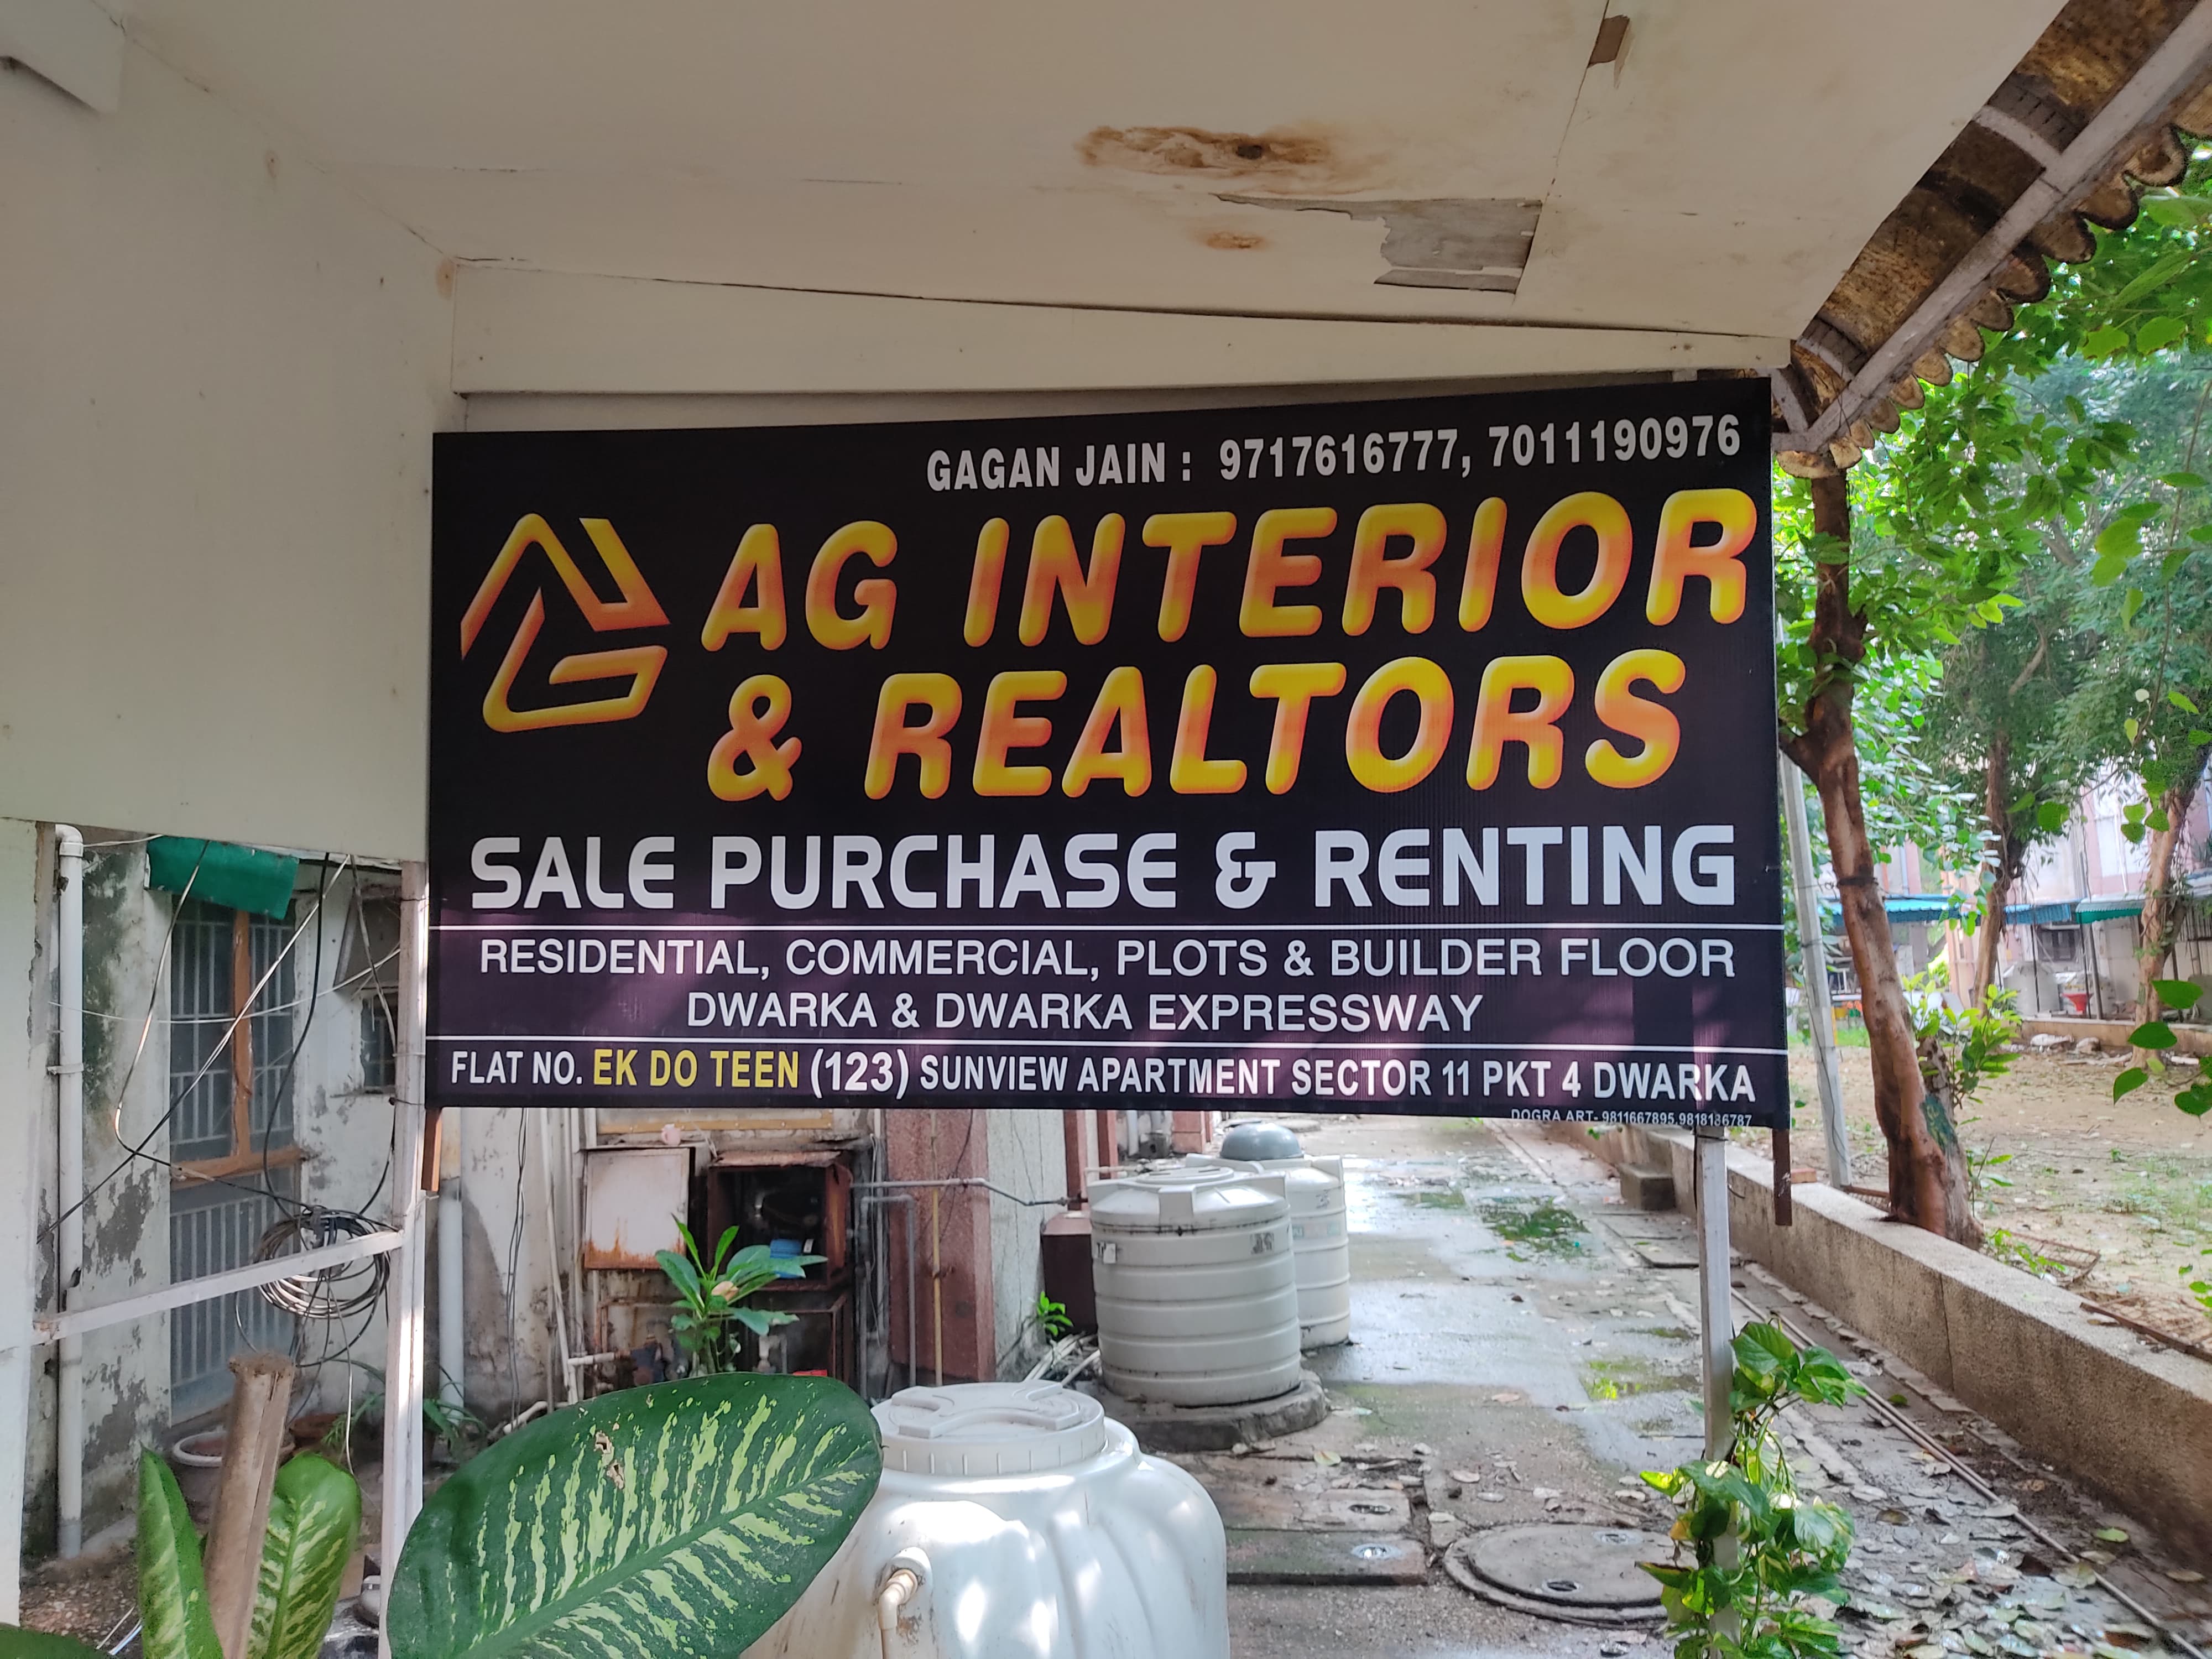 GAGAN JAIN : 9717616777, 7011190976
AG INTERIOR
& REALTORS
SALE PURCHASE & RENTING
RESIDENTIAL, COMMERCIAL, PLOTS & BUILDER FLOOR
DWARKA & DWARKA EXPRESSWAY
FLAT NO. EK DO TEEN (123) SUNVIEW APARTMENT SECTOR 11 PKT 4 DWARKA
DOGRA ART- 9811667895,9818186787